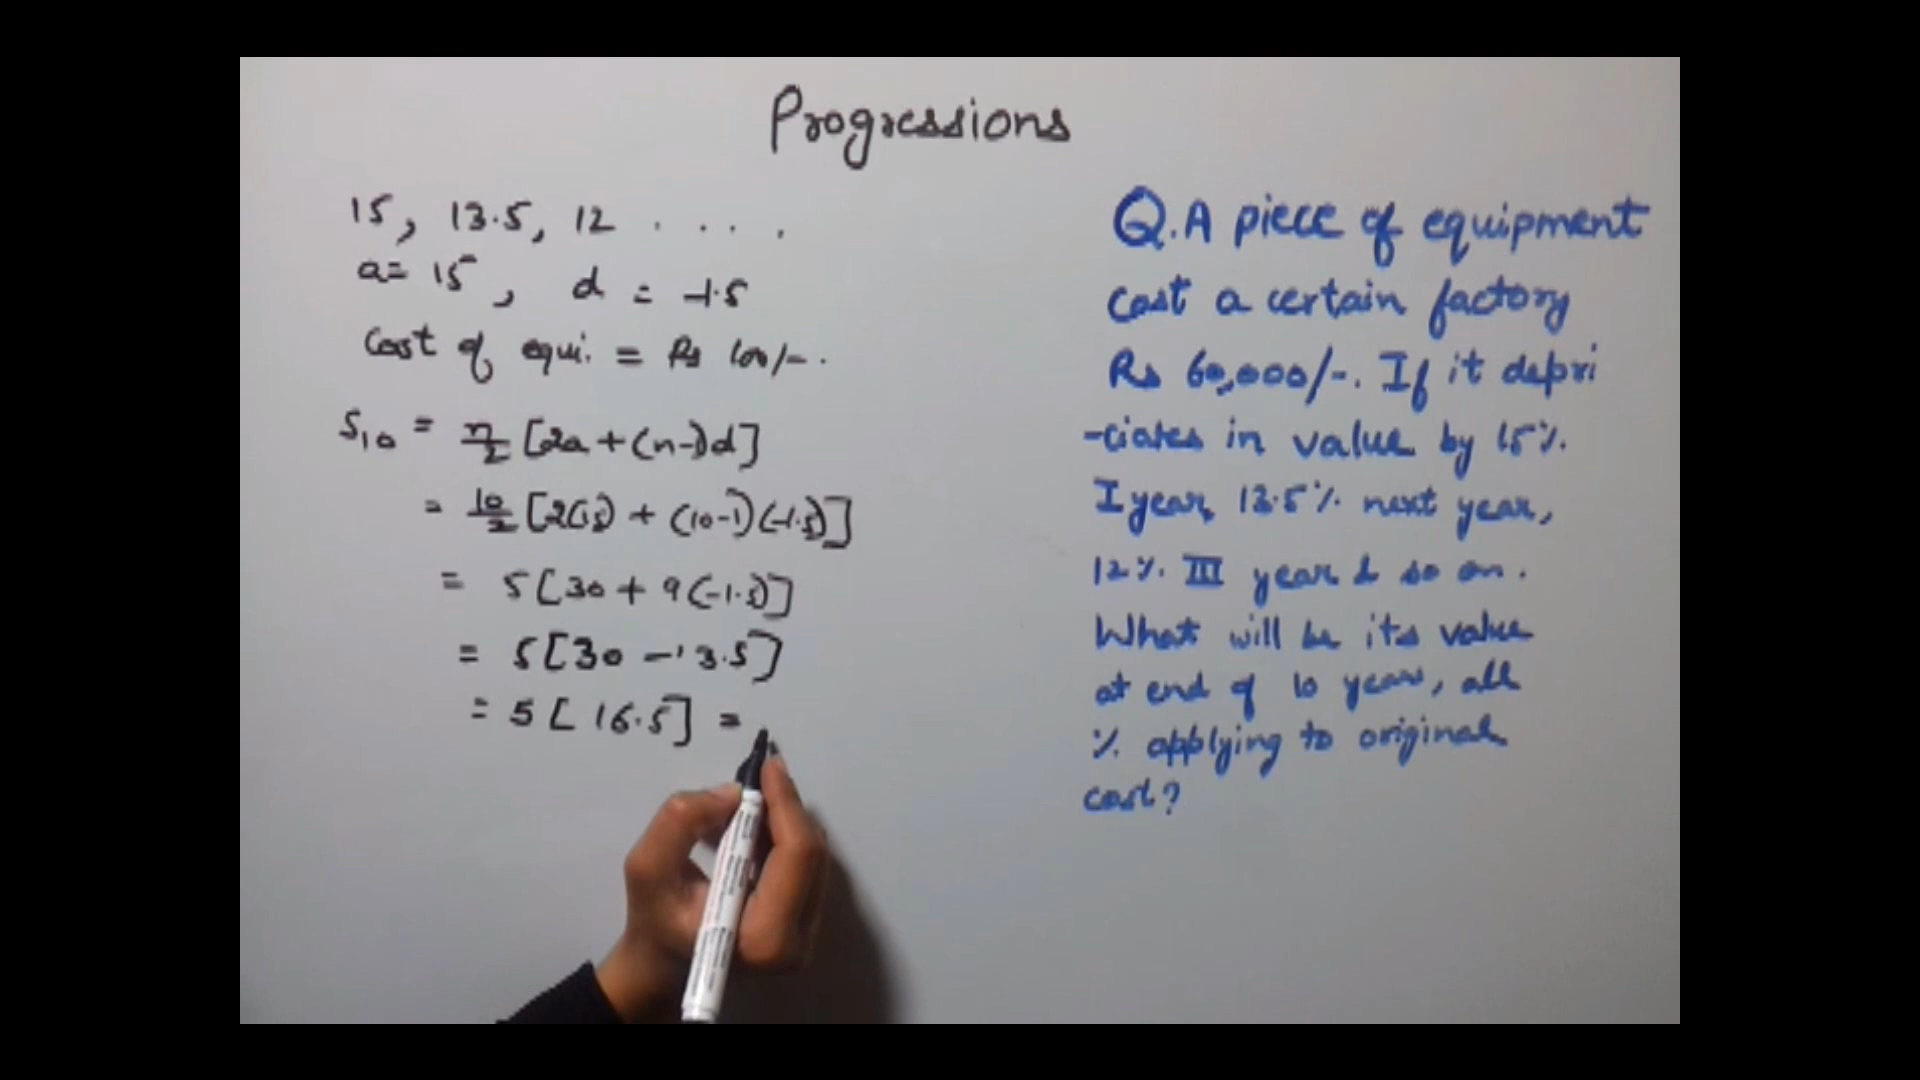 Progressions
15, 13.5, 12 ....
a= 15, d = -1.5
Cost of equi. = Rs 100/-.
S10 = n/2 [2a + (n-1)d]
= 10/2 [2(15) + (10-1)(-1.5)]
= 5[30 + 9(-1.5)]
= 5[30 - 13.5]
= 5[16.5] =
Q. A piece of equipment
cost a certain factory
Rs 60,000/-. If it depri
-ciates in value by 15%.
I year, 13.5% next year,
12% III year & so on.
What will be its value
at end of 10 years, all
% applying to original
cost?